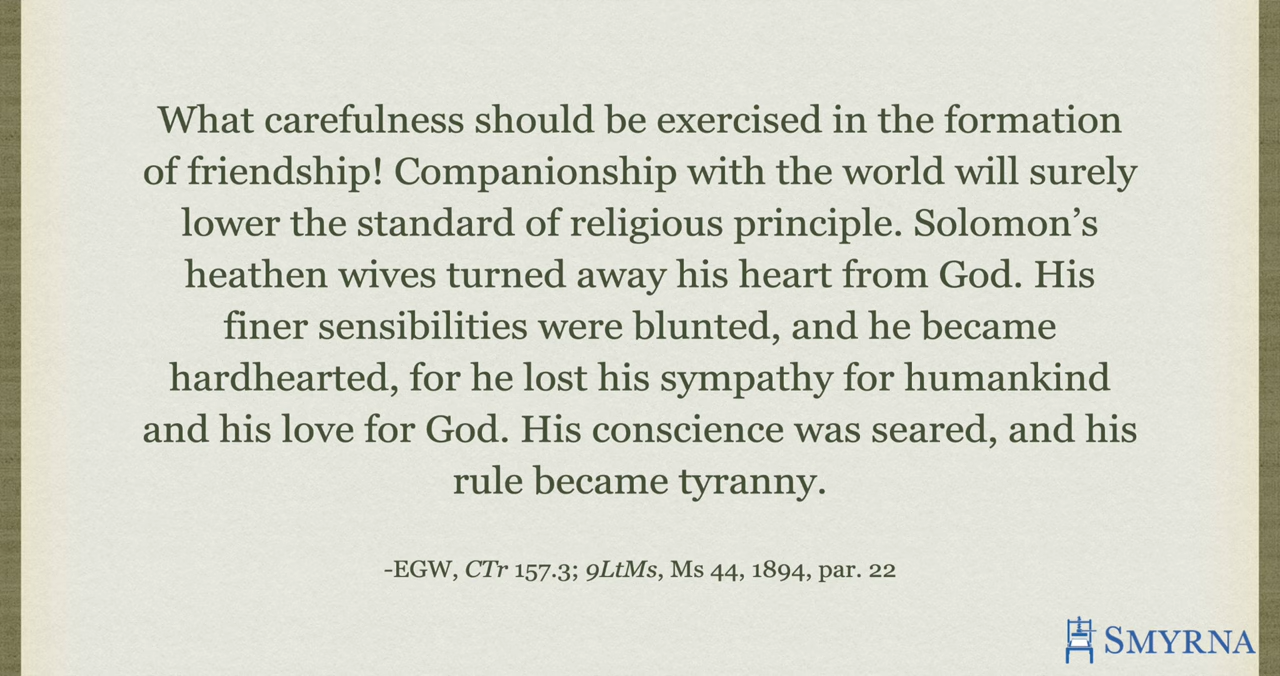 What carefulness should be exercised in the formation
of friendship! Companionship with the world will surely
lower the standard of religious principle. Solomon’s
heathen wives turned away his heart from God. His
finer sensibilities were blunted, and he became
hardhearted, for he lost his sympathy for humankind
and his love for God. His conscience was seared, and his
rule became tyranny.
-EGW, CTr 157.3; 9LtMs, Ms 44, 1894, par. 22
SMYRNA